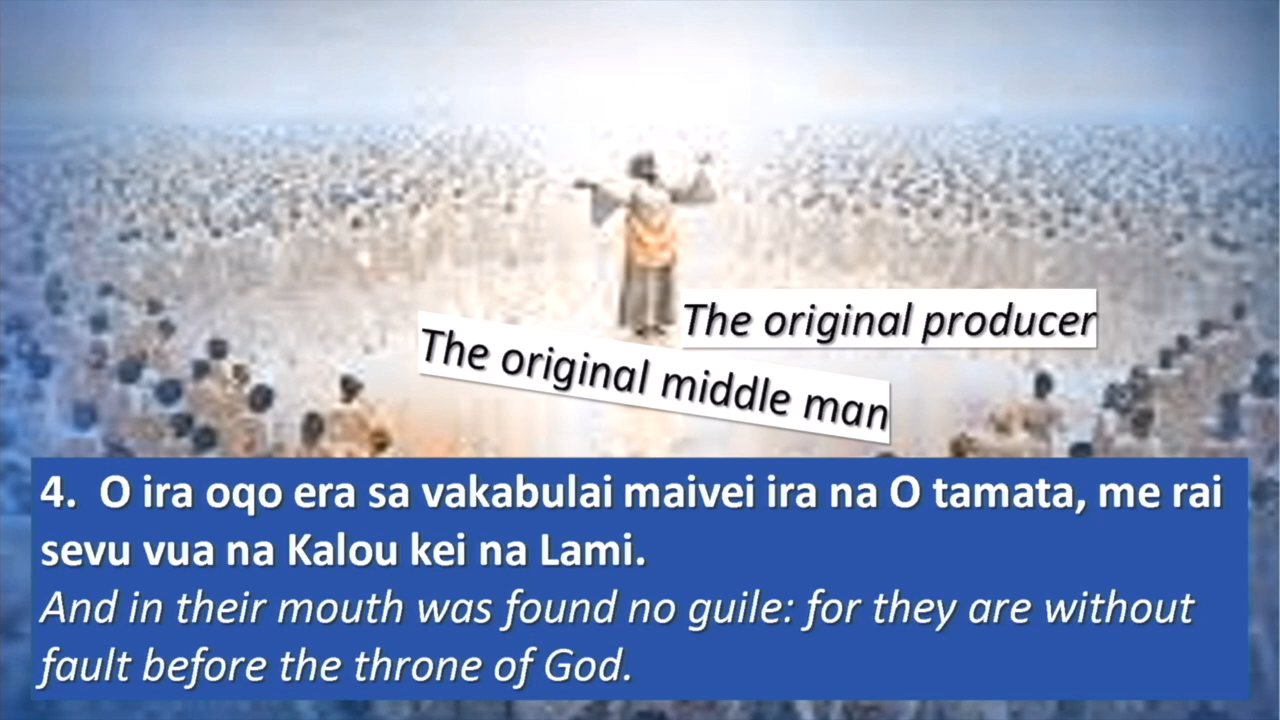 The original producer
The original middle man
4. O ira oqo era sa vakabulai maivei ira na O tamata, me rai
sevu vua na Kalou kei na Lami.
And in their mouth was found no guile: for they are without
fault before the throne of God.